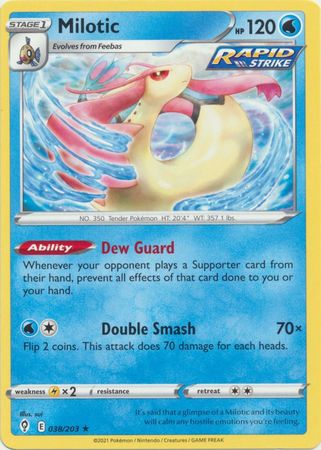 STAGE 1 Milotic HP 120
Evolves from Feebas
RAPID
STRIKE
NO. 350 Tender Pokémon HT: 20'4" WT: 357.1 lbs.
Ability Dew Guard
Whenever your opponent plays a Supporter card from
their hand, prevent all effects of that card done to you or
your hand.
Double Smash 70×
Flip 2 coins. This attack does 70 damage for each heads.
weakness ×2 resistance retreat
Illus. sui
E 038/203 ★
It's said that a glimpse of a Milotic and its beauty
will calm any hostile emotions you're feeling.
©2021 Pokémon / Nintendo / Creatures / GAME FREAK